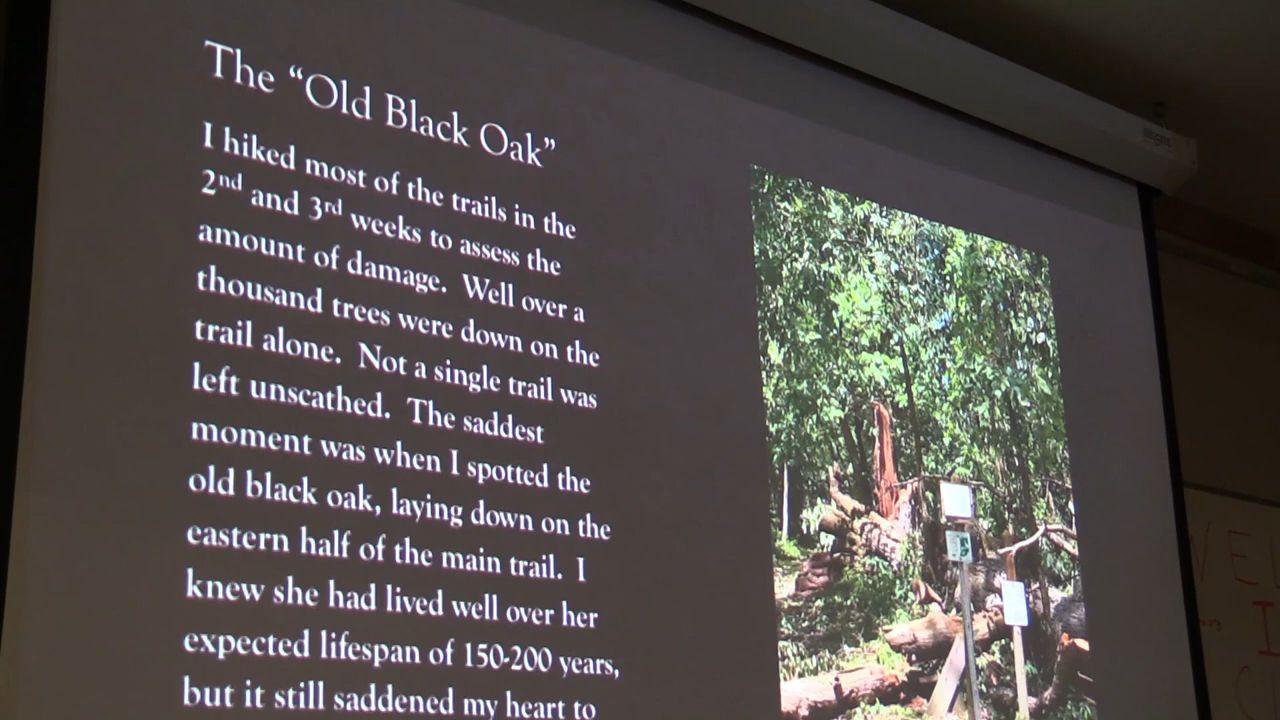 The “Old Black Oak”
I hiked most of the trails in the
2nd and 3rd weeks to assess the
amount of damage. Well over a
thousand trees were down on the
trail alone. Not a single trail was
left unscathed. The saddest
moment was when I spotted the
old black oak, laying down on the
eastern half of the main trail. I
knew she had lived well over her
expected lifespan of 150-200 years,
but it still saddened my heart to